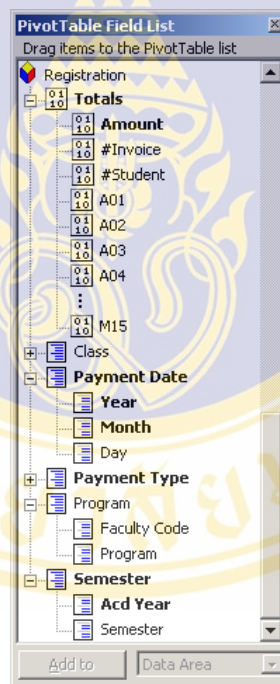 PivotTable Field List
Drag items to the PivotTable list
Registration
Totals
Amount
#Invoice
#Student
A01
A02
A03
A04
⋮
M15
Class
Payment Date
Year
Month
Day
Payment Type
Program
Faculty Code
Program
Semester
Acd Year
Semester
Add to Data Area